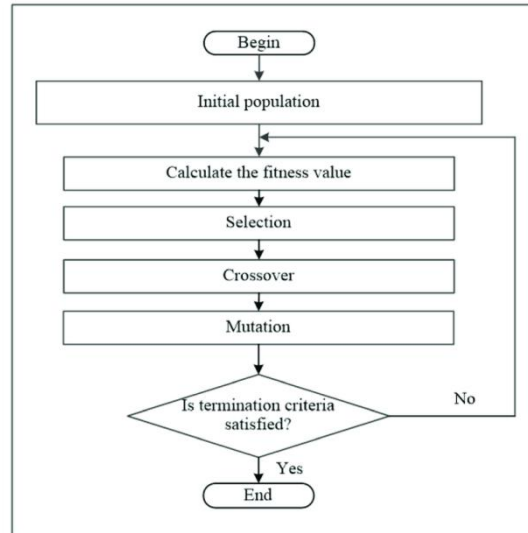 Begin
Initial population
Calculate the fitness value
Selection
Crossover
Mutation
Is termination criteria
satisfied?
No
Yes
End